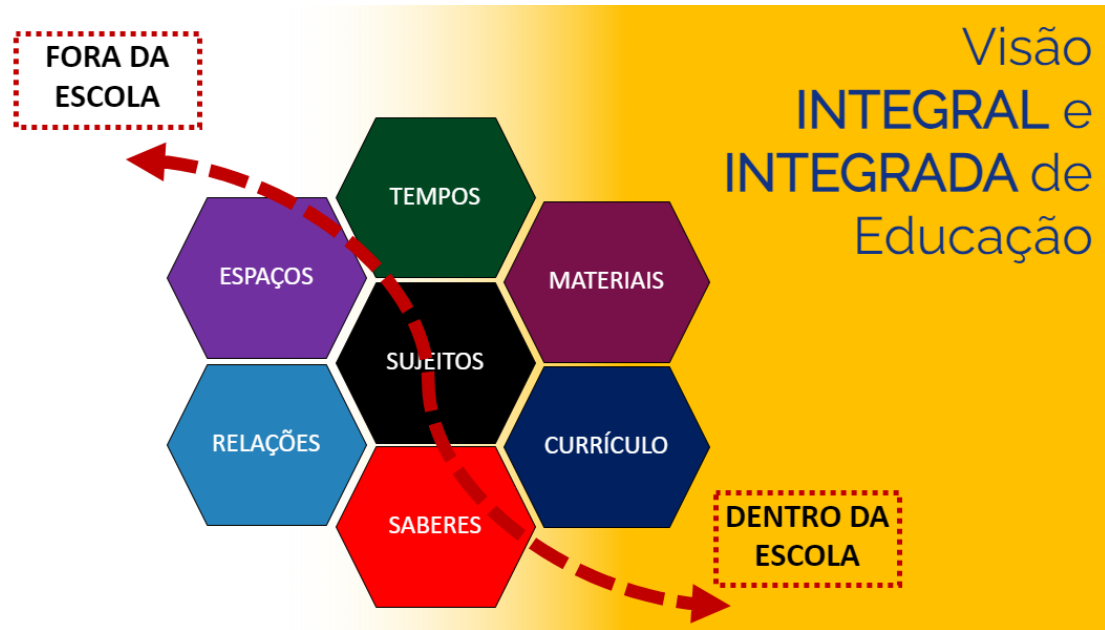 FORA DA
ESCOLA
Visão
INTEGRAL e
INTEGRADA de
Educação
TEMPOS
ESPAÇOS
MATERIAIS
SUJEITOS
RELAÇÕES
CURRÍCULO
SABERES
DENTRO DA
ESCOLA